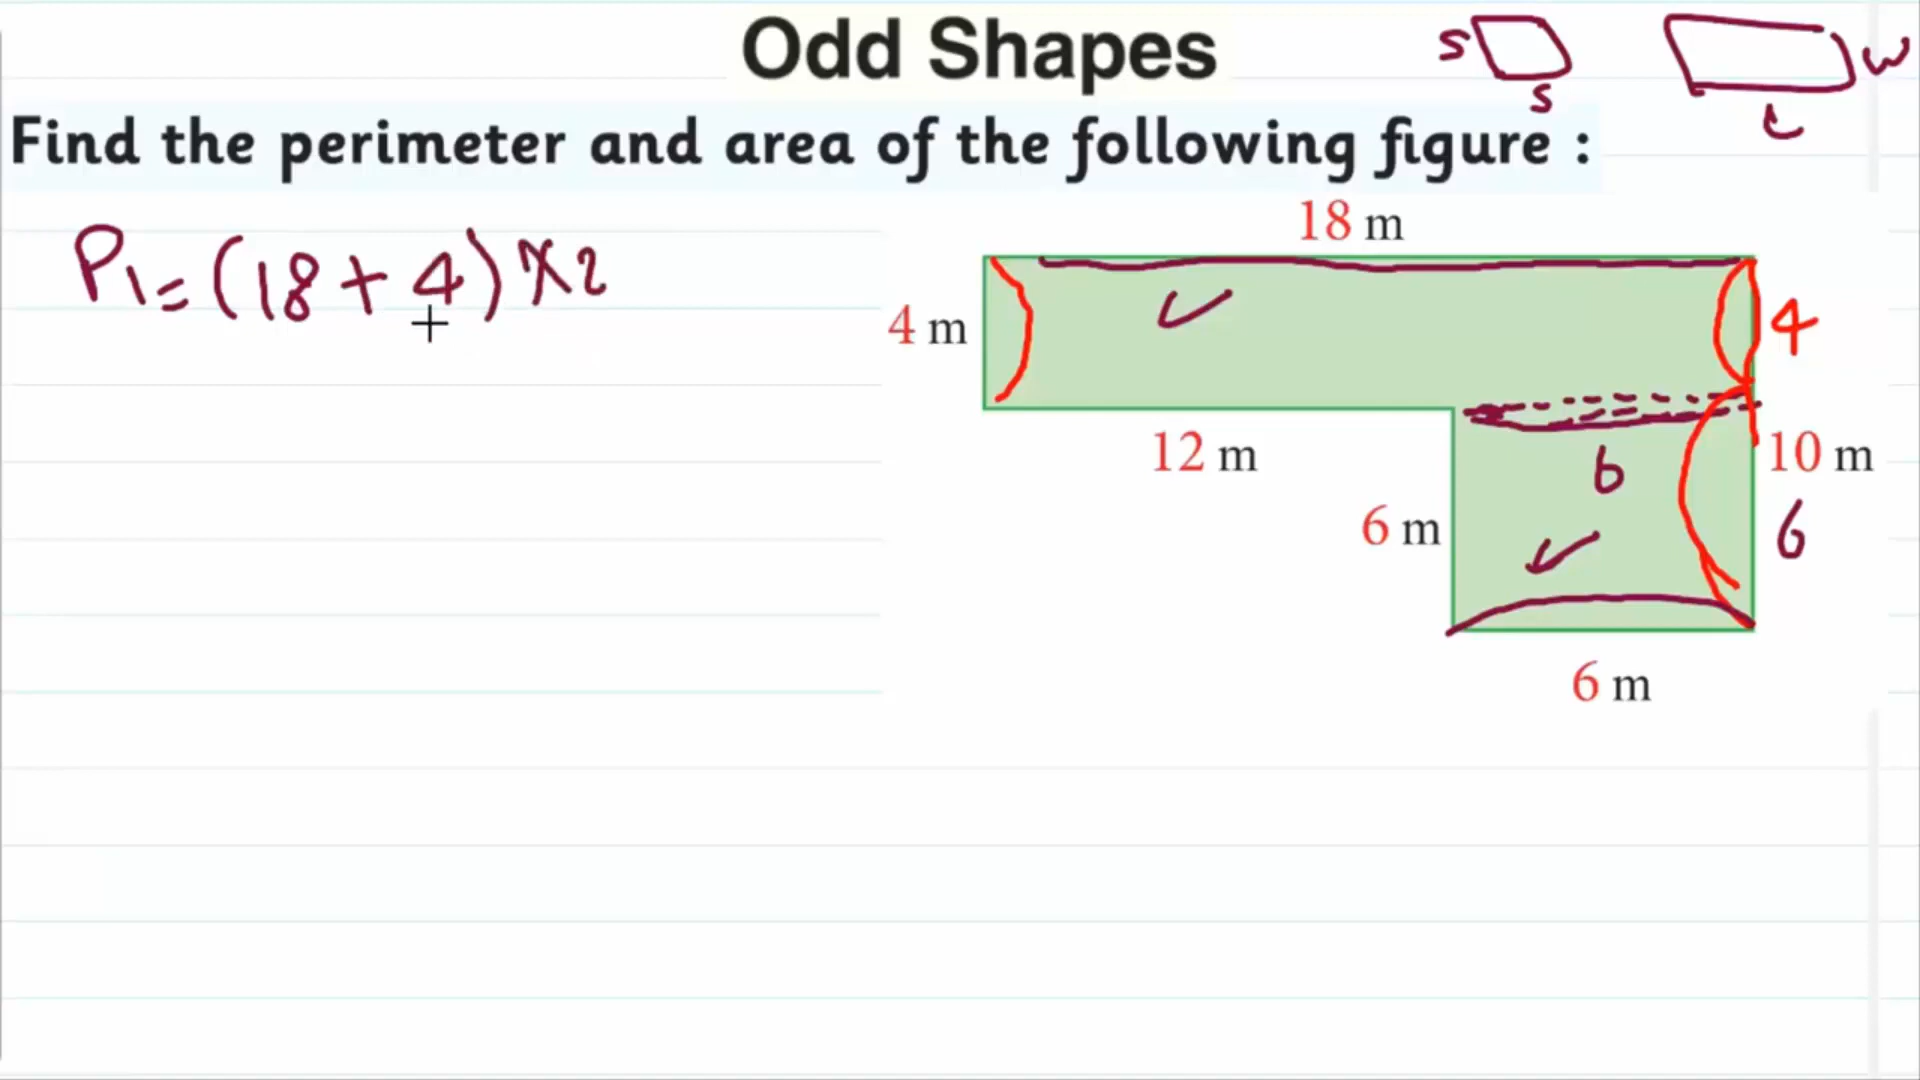 Odd Shapes
s
s
w
L
Find the perimeter and area of the following figure :
P1 = (18 + 4) x 2
18 m
4 m
4
12 m
6
10 m
6 m
6
6 m